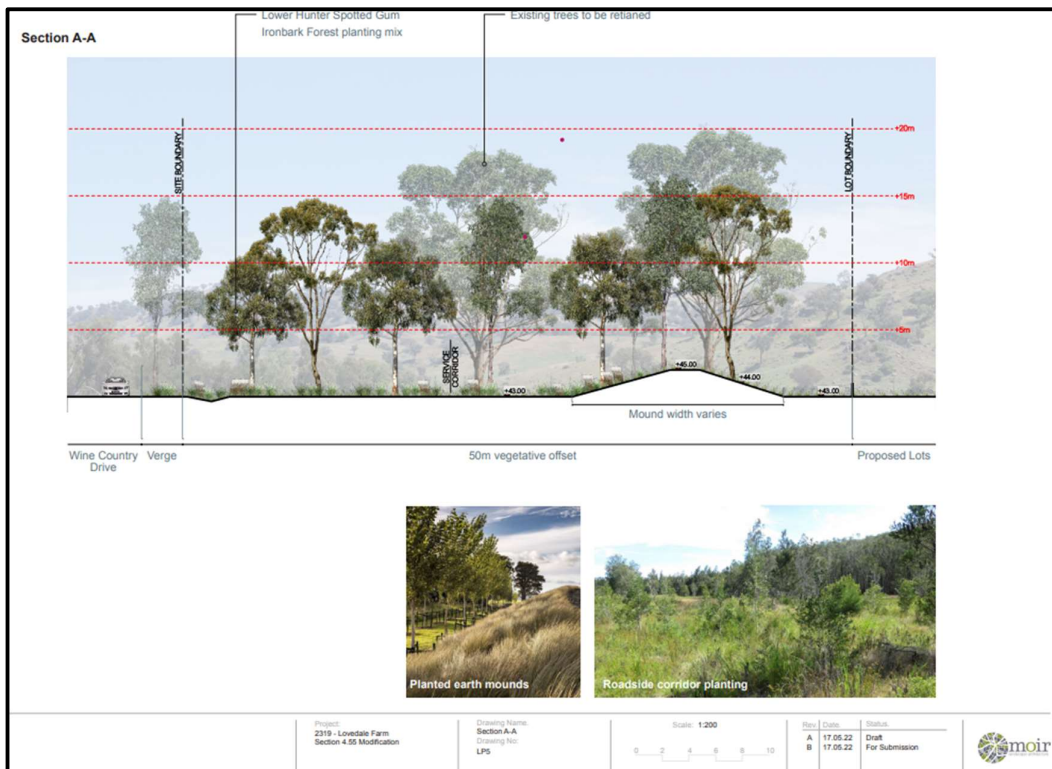 Lower Hunter Spotted Gum
Ironbark Forest planting mix
Existing trees to be retianed
Section A-A
+20m
SITE BOUNDARY
LOT BOUNDARY
+15m
+10m
+5m
SERVICE
CORRIDOR
+43.00
+45.00
+44.00
+43.00
Mound width varies
Wine Country
Drive
Verge
50m vegetative offset
Proposed Lots
Planted earth mounds
Roadside corridor planting
Project:
2319 - Lovedale Farm
Section 4.55 Modification
Drawing Name:
Section A-A
Drawing No:
LP5
Scale: 1:200
0 2 4 6 8 10
Rev Date. Status.
A 17.05.22 Draft
B 17.05.22 For Submission
moir